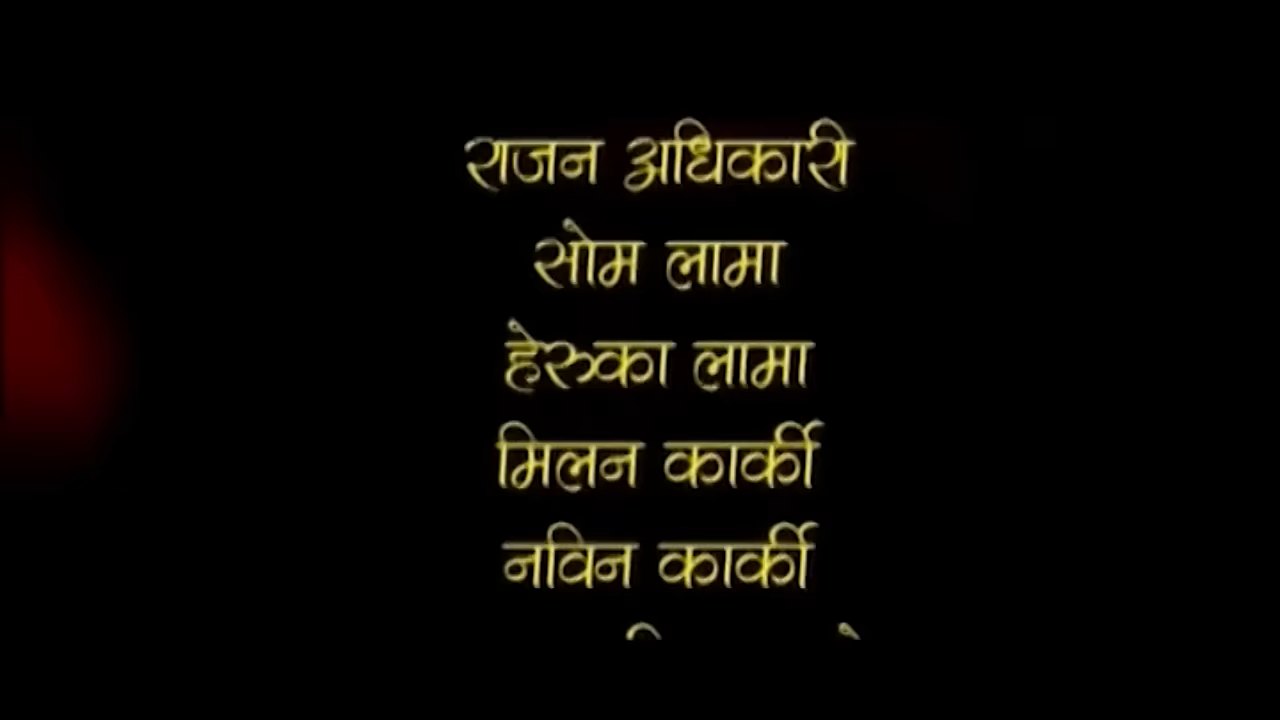 राजन अधिकारी
सोम लामा
हेरुका लामा
मिलन कार्की
नविन कार्की